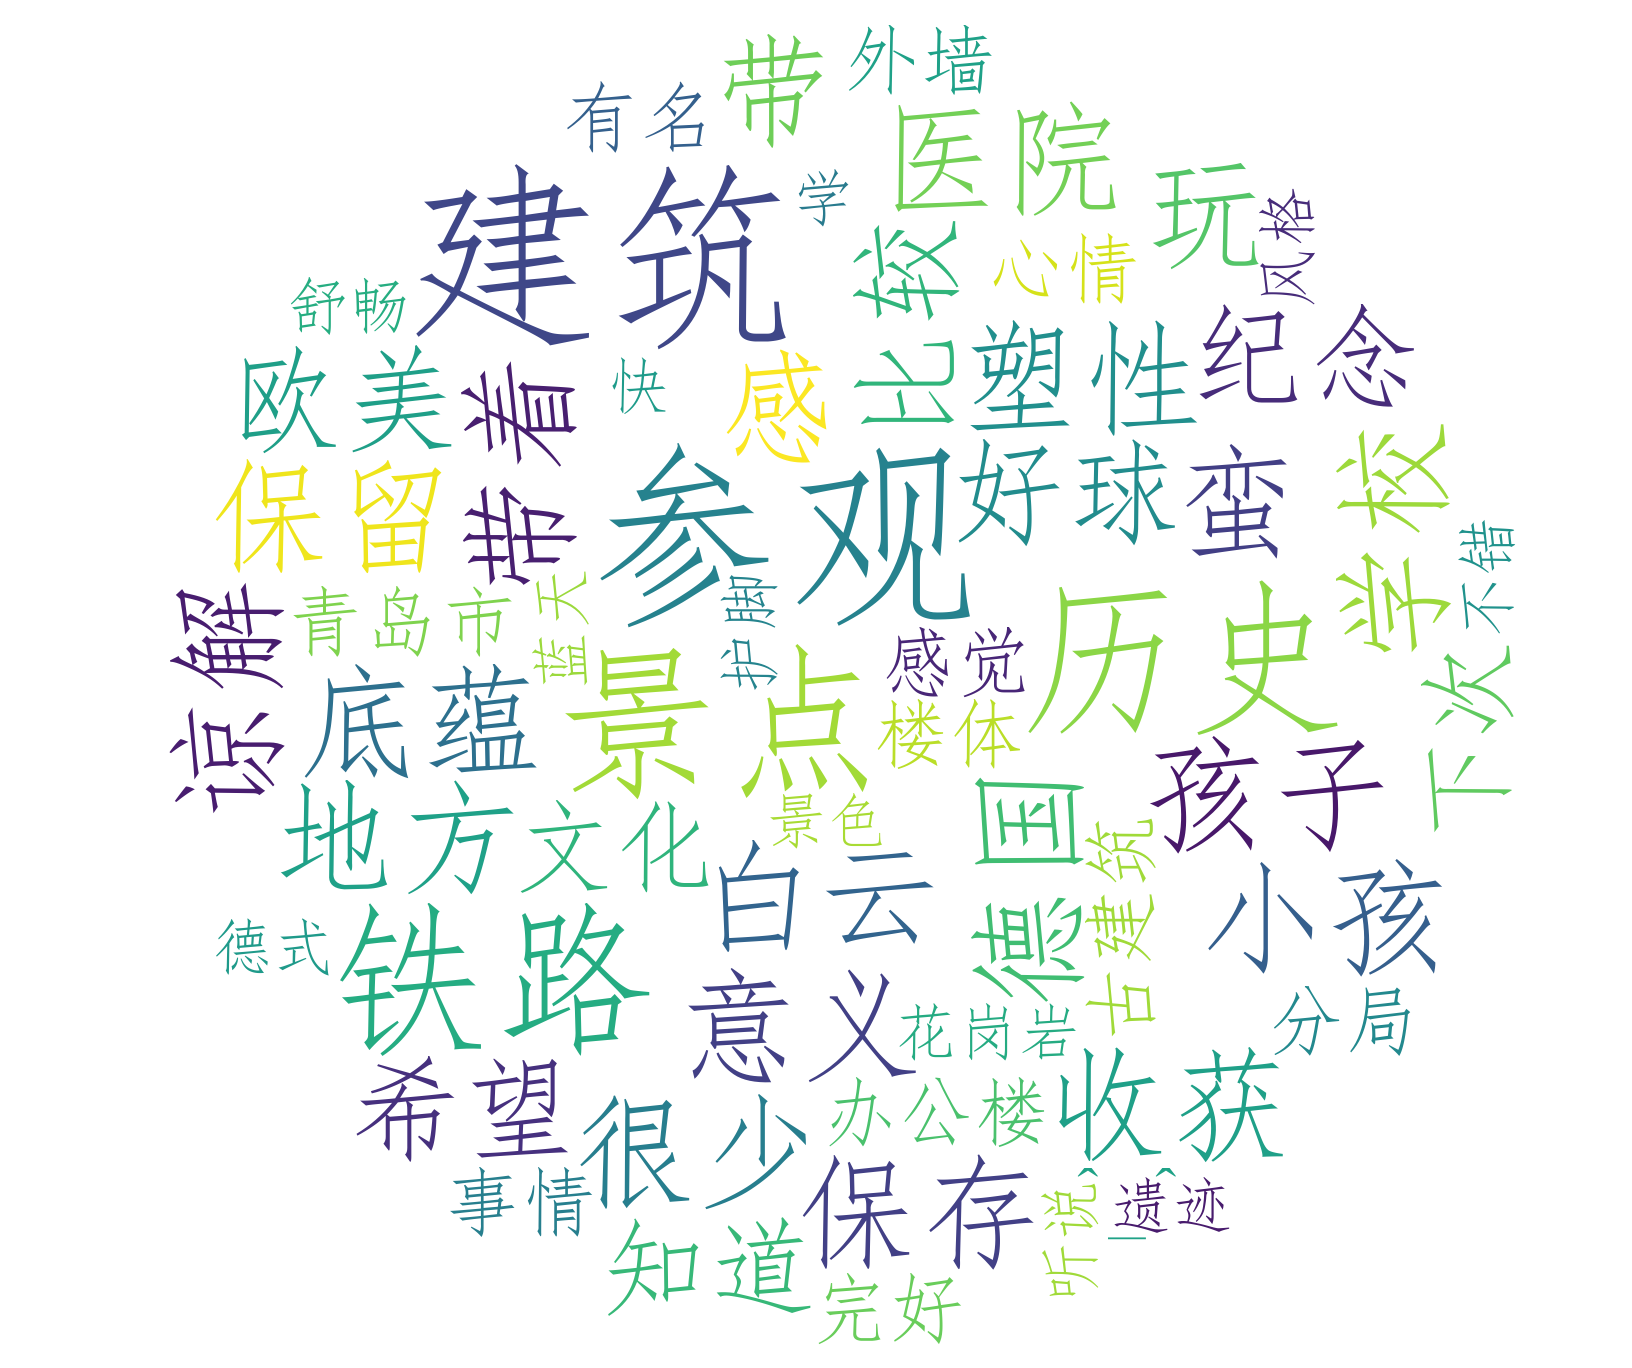 带
外墙
有名
医院
建筑
学
玩
风格
比较
心情
舒畅
塑性
纪念
欧美
带着
快
感
参观
好球
蛮
学校
保留
下次不错
谅解
青岛市
蓝天
护脚
感觉
历史
底蕴
景点
楼体
孩子
地方
文化
景色
德国
古建筑
白云
小孩
德式
铁路
意义
花岗岩
分局
希望
很少
办公楼
收获
事情
保存
听说
^_^
遗迹
知道
完好